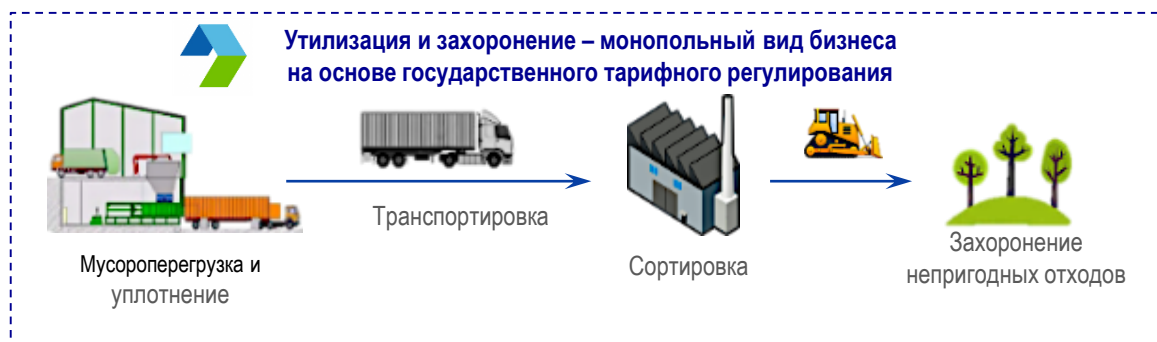 Утилизация и захоронение – монопольный вид бизнеса
на основе государственного тарифного регулирования
Транспортировка
Мусороперегрузка и
уплотнение
Сортировка
Захоронение
непригодных отходов